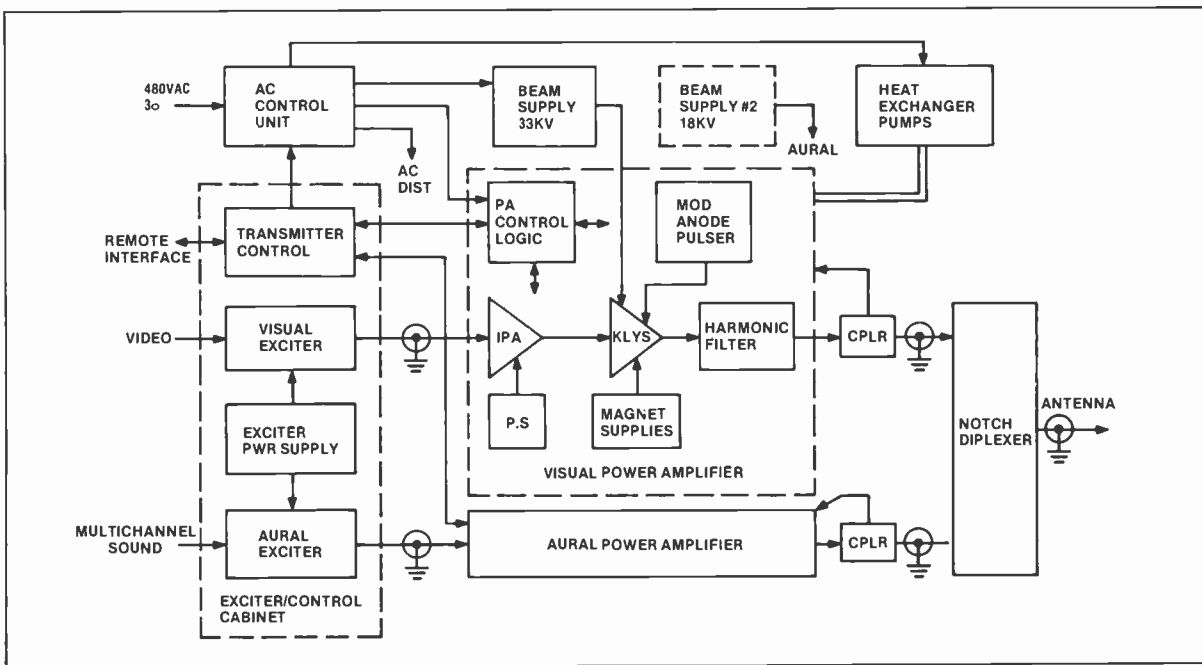 480VAC
3o
AC
CONTROL
UNIT
BEAM
SUPPLY
33KV
BEAM
SUPPLY #2
18KV
HEAT
EXCHANGER
PUMPS
AC
DIST
AURAL
PA
CONTROL
LOGIC
MOD
ANODE
PULSER
REMOTE
INTERFACE
TRANSMITTER
CONTROL
VIDEO
VISUAL
EXCITER
IPA
KLYS
HARMONIC
FILTER
CPLR
P.S
MAGNET
SUPPLIES
EXCITER
PWR SUPPLY
VISUAL POWER AMPLIFIER
NOTCH
DIPLEXER
ANTENNA
MULTICHANNEL
SOUND
AURAL
EXCITER
AURAL POWER AMPLIFIER
CPLR
EXCITER/CONTROL
CABINET